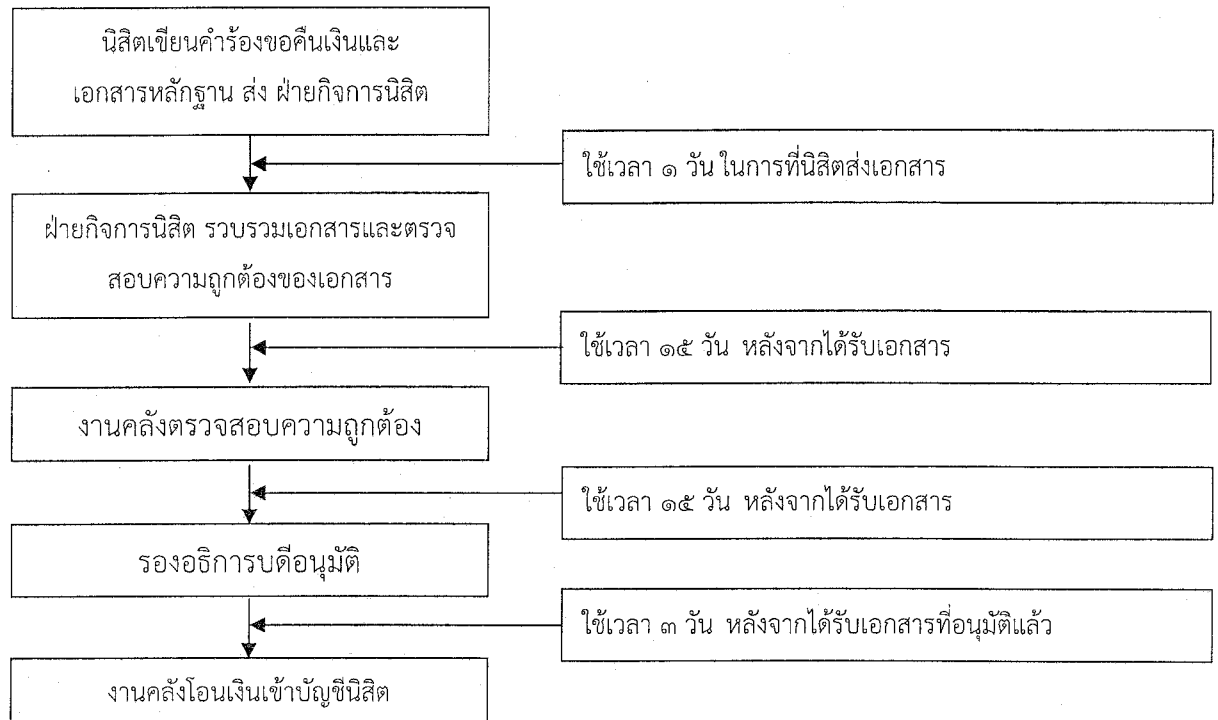 นิสิตเขียนคำร้องขอคืนเงินและ
เอกสารหลักฐาน ส่ง ฝ่ายกิจการนิสิต
ใช้เวลา ๑ วัน ในการที่นิสิตส่งเอกสาร
ฝ่ายกิจการนิสิต รวบรวมเอกสารและตรวจ
สอบความถูกต้องของเอกสาร
ใช้เวลา ๑๕ วัน หลังจากได้รับเอกสาร
งานคลังตรวจสอบความถูกต้อง
ใช้เวลา ๑๕ วัน หลังจากได้รับเอกสาร
รองอธิการบดีอนุมัติ
ใช้เวลา ๓ วัน หลังจากได้รับเอกสารที่อนุมัติแล้ว
งานคลังโอนเงินเข้าบัญชีนิสิต